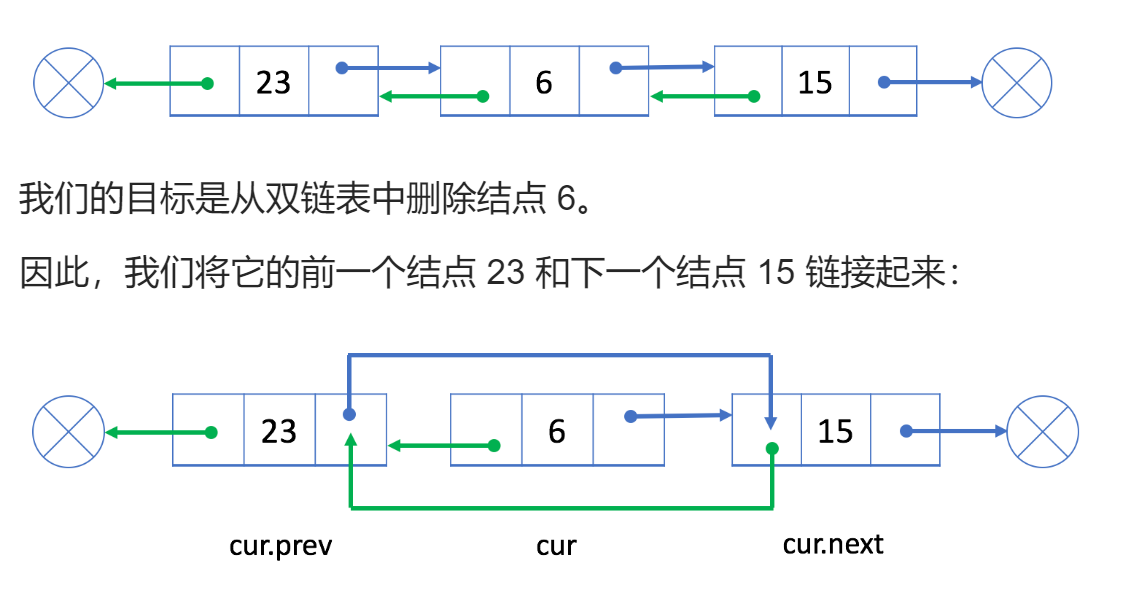 23 6 15
我们的目标是从双链表中删除结点 6。
因此，我们将它的前一个结点 23 和下一个结点 15 链接起来：
23 6 15
cur.prev cur cur.next